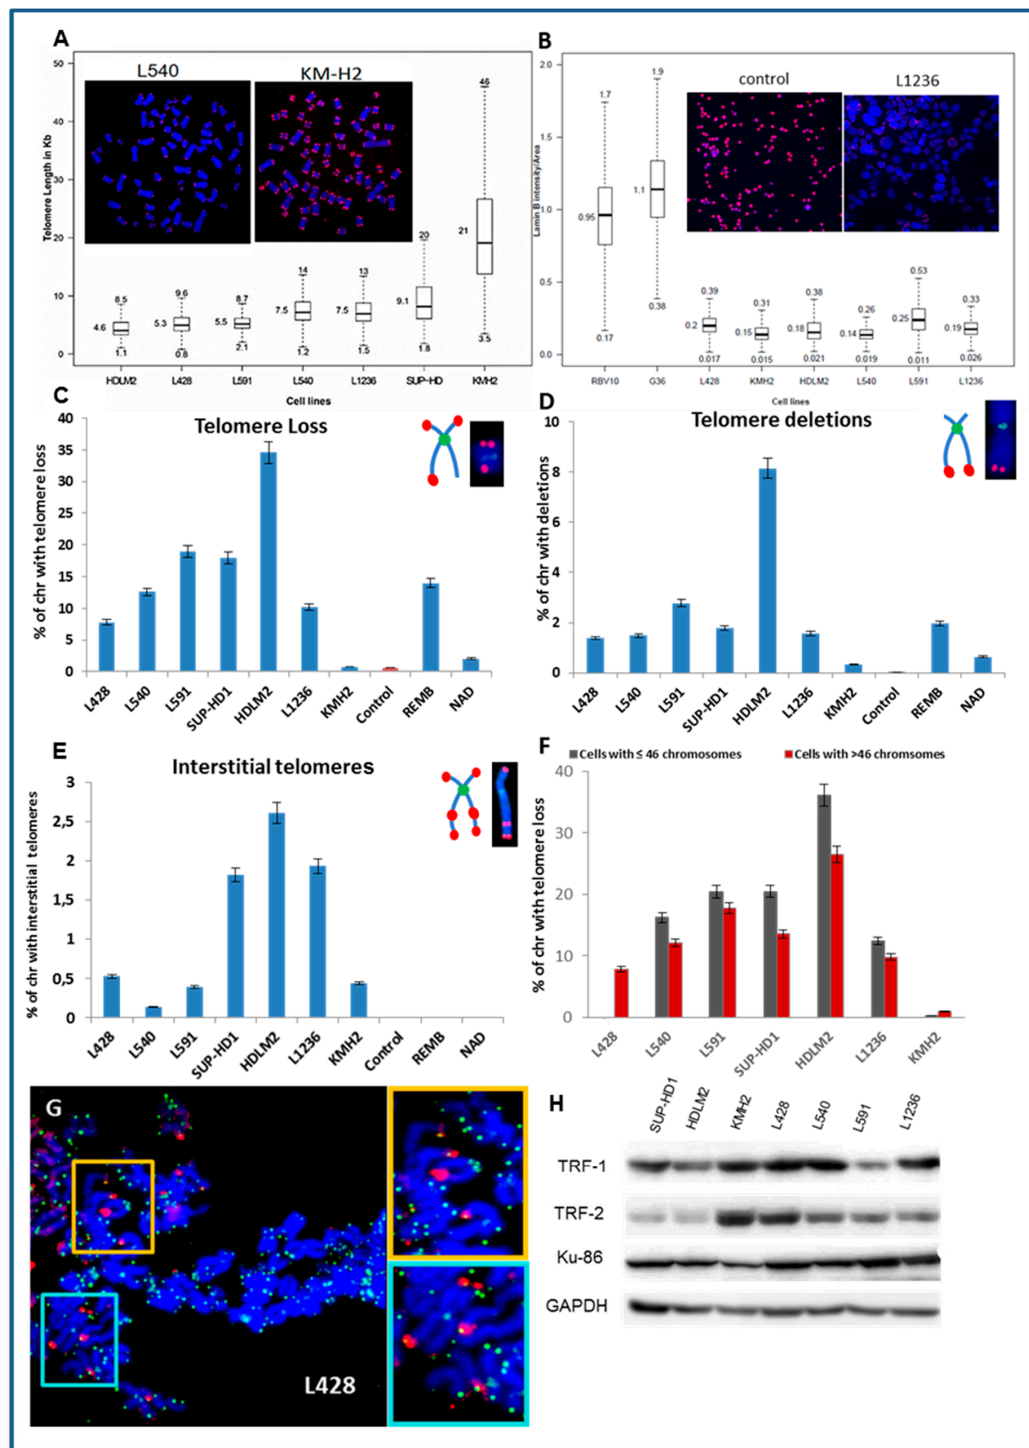 A
L540
KM-H2
Telomere Length in Kb
50
40
30
20
10
0
8.5
4.6
1.1
9.6
5.3
0.8
8.7
5.5
2.1
14
7.5
1.2
13
7.5
1.5
20
9.1
1.8
46
21
3.5
HDLM2 L428 L591 L540 L1236 SUP-HD KMH2
Cell lines
B
control
L1236
Lamin B intensity/Area
2.0
1.5
1.0
0.5
0.0
1.7
0.95
0.17
1.9
1.1
0.38
0.39
0.2
0.017
0.31
0.15
0.015
0.38
0.18
0.021
0.26
0.14
0.019
0.53
0.25
0.011
0.33
0.19
0.026
RBV10 G36 L428 KMH2 HDLM2 L540 L591 L1236
Cell lines
C
Telomere Loss
% of chr with telomere loss
40
35
30
25
20
15
10
5
0
L428 L540 L591 SUP-HD1 HDLM2 L1236 KMH2 Control REMB NAD
D
Telomere deletions
% of chr with deletions
10
8
6
4
2
0
L428 L540 L591 SUP-HD1 HDLM2 L1236 KMH2 Control REMB NAD
E
Interstitial telomeres
% of chr with interstitial telomeres
3
2,5
2
1,5
1
0,5
0
L428 L540 L591 SUP-HD1 HDLM2 L1236 KMH2 Control REMB NAD
F
Cells with ≤ 46 chromosomes
Cells with >46 chromsomes
% of chr with telomere loss
40
30
20
10
0
L428 L540 L591 SUP-HD1 HDLM2 L1236 KMH2
G
L428
H
SUP-HD1 HDLM2 KMH2 L428 L540 L591 L1236
TRF-1
TRF-2
Ku-86
GAPDH